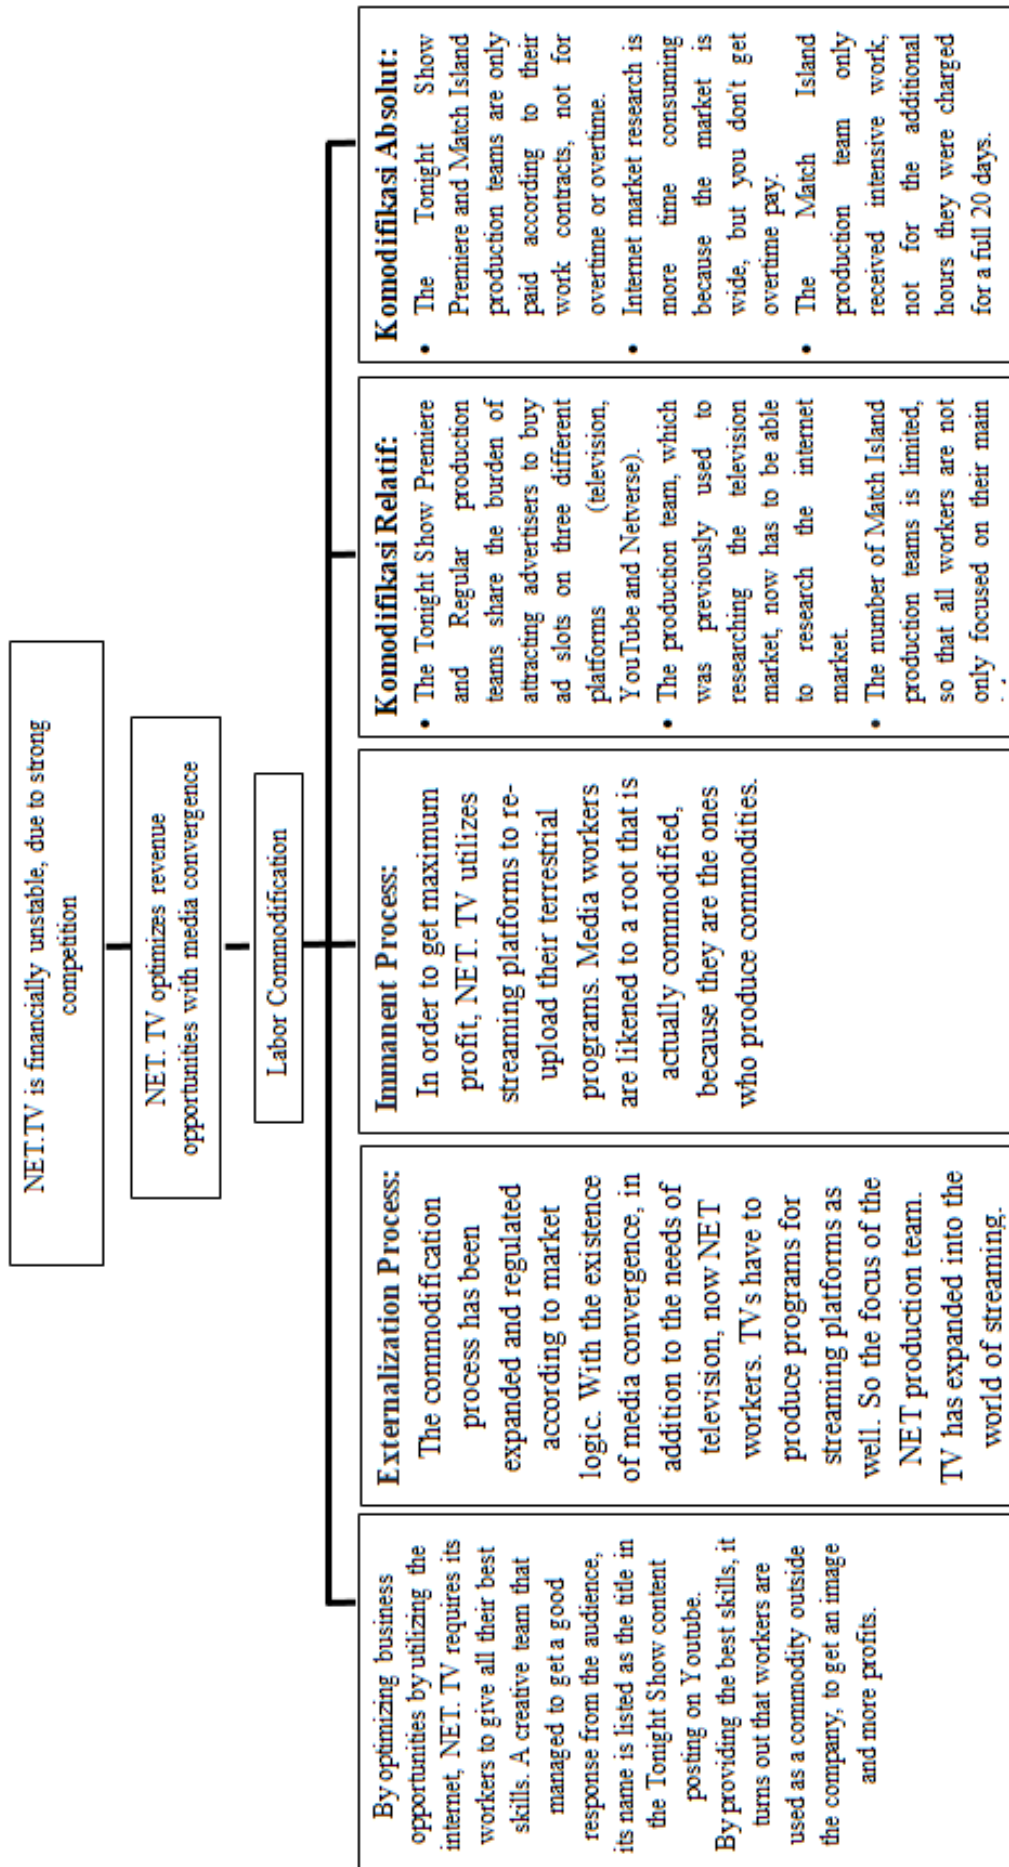 NET.TV is financially unstable, due to strong
competition
NET. TV optimizes revenue
opportunities with media convergence
Labor Commodification
By optimizing business
opportunities by utilizing the
internet, NET. TV requires its
workers to give all their best
skills. A creative team that
managed to get a good
response from the audience,
its name is listed as the title in
the Tonight Show content
posting on Youtube.
By providing the best skills, it
turns out that workers are
used as a commodity outside
the company, to get an image
and more profits.
Externalization Process:
The commodification
process has been
expanded and regulated
according to market
logic. With the existence
of media convergence, in
addition to the needs of
television, now NET
workers. TVs have to
produce programs for
streaming platforms as
well. So the focus of the
NET production team.
TV has expanded into the
world of streaming.
Immanent Process:
In order to get maximum
profit, NET. TV utilizes
streaming platforms to re-
upload their terrestrial
programs. Media workers
are likened to a root that is
actually commodified,
because they are the ones
who produce commodities.
Komodifikasi Relatif:
• The Tonight Show Premiere
and Regular production
teams share the burden of
attracting advertisers to buy
ad slots on three different
platforms (television,
YouTube and Netverse).
• The production team, which
was previously used to
researching the television
market, now has to be able
to research the internet
market.
• The number of Match Island
production teams is limited,
so that all workers are not
only focused on their main
Komodifikasi Absolut:
• The Tonight Show
Premiere and Match Island
production teams are only
paid according to their
work contracts, not for
overtime or overtime.
• Internet market research is
more time consuming
because the market is
wide, but you don't get
overtime pay.
• The Match Island
production team only
received intensive work,
not for the additional
hours they were charged
for a full 20 days.